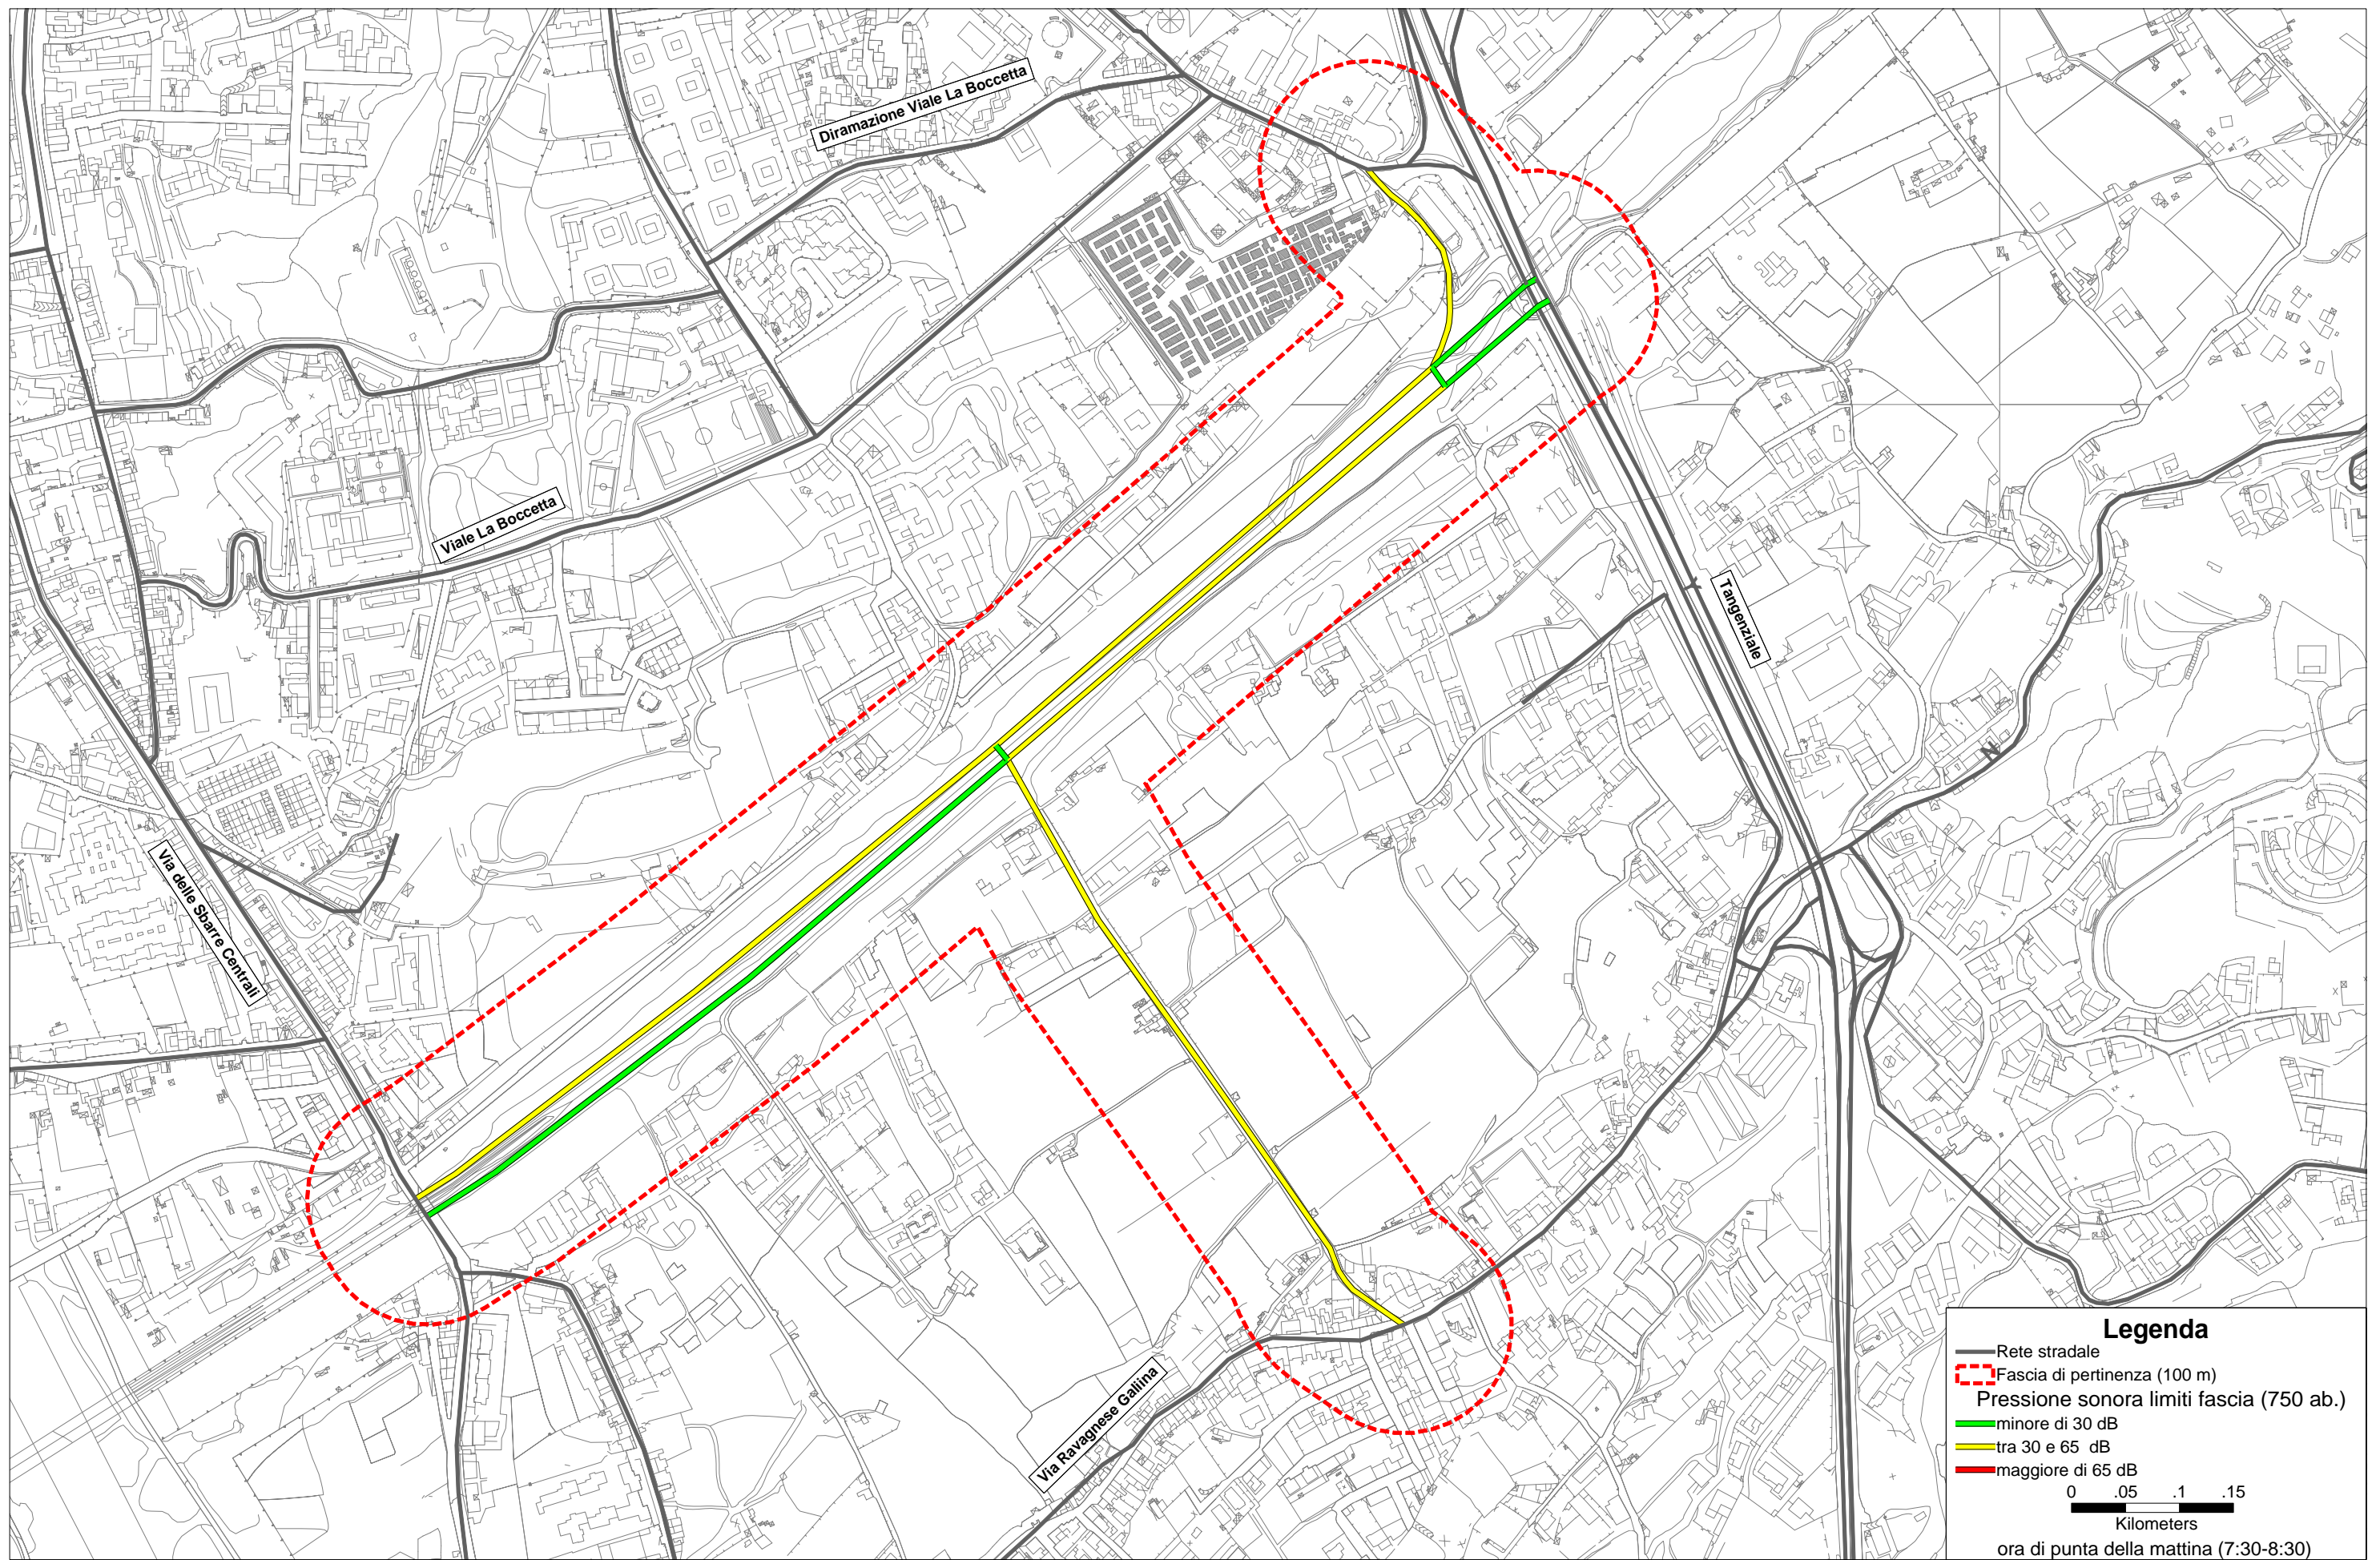 Diramazione Viale La Boccetta
Viale La Boccetta
Tangenziale
Via delle Sbarre Centrali
Via Ravagnese Gallina
Legenda
Rete stradale
Fascia di pertinenza (100 m)
Pressione sonora limiti fascia (750 ab.)
minore di 30 dB
tra 30 e 65 dB
maggiore di 65 dB
0 .05 .1 .15
Kilometers
ora di punta della mattina (7:30-8:30)